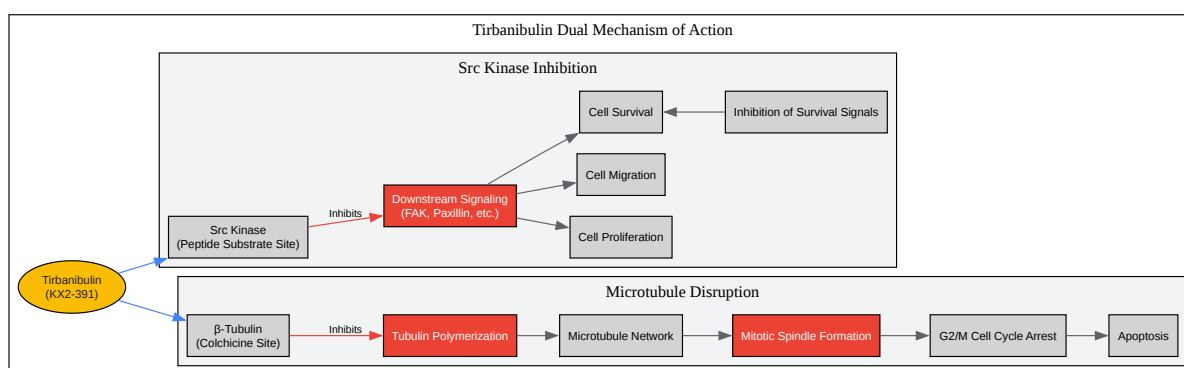 Tirbanibulin Dual Mechanism of Action
Src Kinase Inhibition
Cell Survival
Inhibition of Survival Signals
Cell Migration
Downstream Signaling
(FAK, Paxillin, etc.)
Inhibits
Src Kinase
(Peptide Substrate Site)
Cell Proliferation
Tirbanibulin
(KX2-391)
Microtubule Disruption
β-Tubulin
(Colchicine Site)
Inhibits
Tubulin Polymerization
Microtubule Network
Mitotic Spindle Formation
G2/M Cell Cycle Arrest
Apoptosis